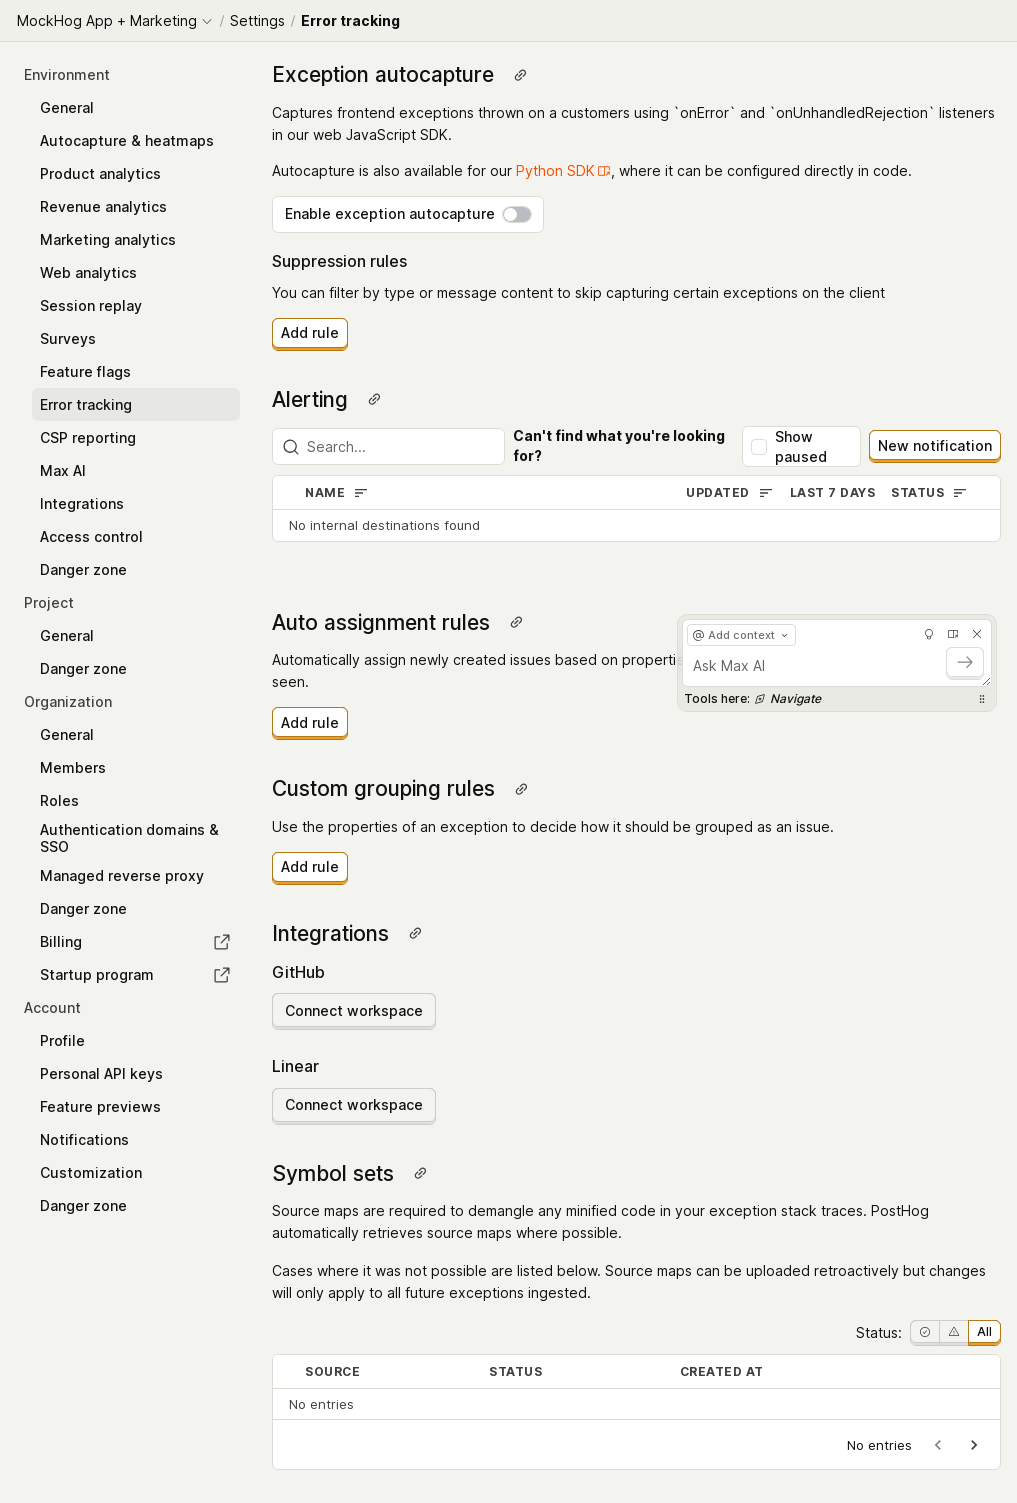 MockHog App + Marketing / Settings / Error tracking
Environment
General
Autocapture & heatmaps
Product analytics
Revenue analytics
Marketing analytics
Web analytics
Session replay
Surveys
Feature flags
Error tracking
CSP reporting
Max AI
Integrations
Access control
Danger zone
Project
General
Danger zone
Organization
General
Members
Roles
Authentication domains &
SSO
Managed reverse proxy
Danger zone
Billing
Startup program
Account
Profile
Personal API keys
Feature previews
Notifications
Customization
Danger zone
Exception autocapture
Captures frontend exceptions thrown on a customers using `onError` and `onUnhandledRejection` listeners
in our web JavaScript SDK.
Autocapture is also available for our Python SDK, where it can be configured directly in code.
Enable exception autocapture
Suppression rules
You can filter by type or message content to skip capturing certain exceptions on the client
Add rule
Alerting
Search...
Can't find what you're looking
for?
Show
paused
New notification
NAME UPDATED LAST 7 DAYS STATUS
No internal destinations found
Auto assignment rules
Automatically assign newly created issues based on properti
seen.
Add rule
@ Add context
Ask Max AI
Tools here: Navigate
Custom grouping rules
Use the properties of an exception to decide how it should be grouped as an issue.
Add rule
Integrations
GitHub
Connect workspace
Linear
Connect workspace
Symbol sets
Source maps are required to demangle any minified code in your exception stack traces. PostHog
automatically retrieves source maps where possible.
Cases where it was not possible are listed below. Source maps can be uploaded retroactively but changes
will only apply to all future exceptions ingested.
Status: All
SOURCE STATUS CREATED AT
No entries
No entries